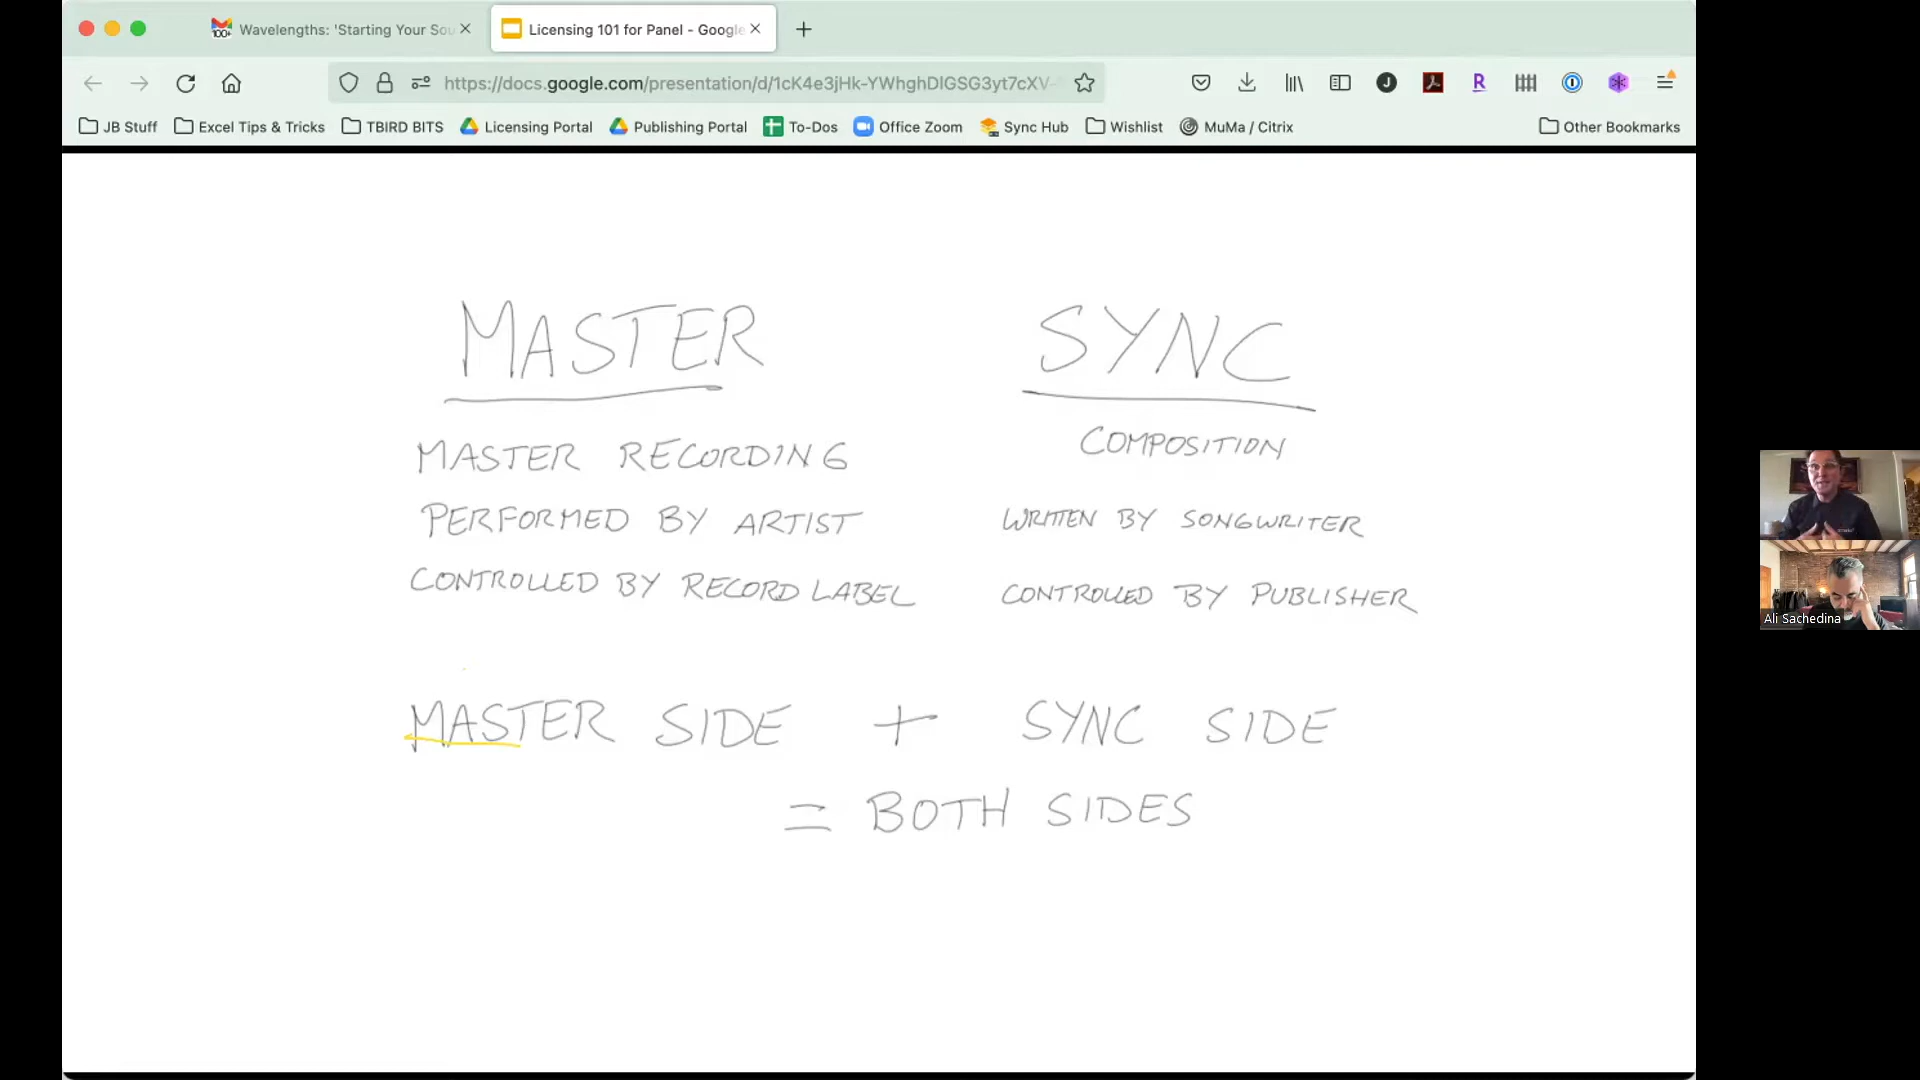 Wavelengths: 'Starting Your Sou
Licensing 101 for Panel - Google
https://docs.google.com/presentation/d/1cK4e3jHk-YWhghDIGSG3yt7cXV-
JB Stuff
Excel Tips & Tricks
TBIRD BITS
Licensing Portal
Publishing Portal
To-Dos
Office Zoom
Sync Hub
Wishlist
MuMa / Citrix
Other Bookmarks
MASTER
SYNC
MASTER RECORDING
COMPOSITION
PERFORMED BY ARTIST
WRITTEN BY SONGWRITER
CONTROLLED BY RECORD LABEL
CONTROLLED BY PUBLISHER
MASTER SIDE + SYNC SIDE
= BOTH SIDES
Ali Sachedina